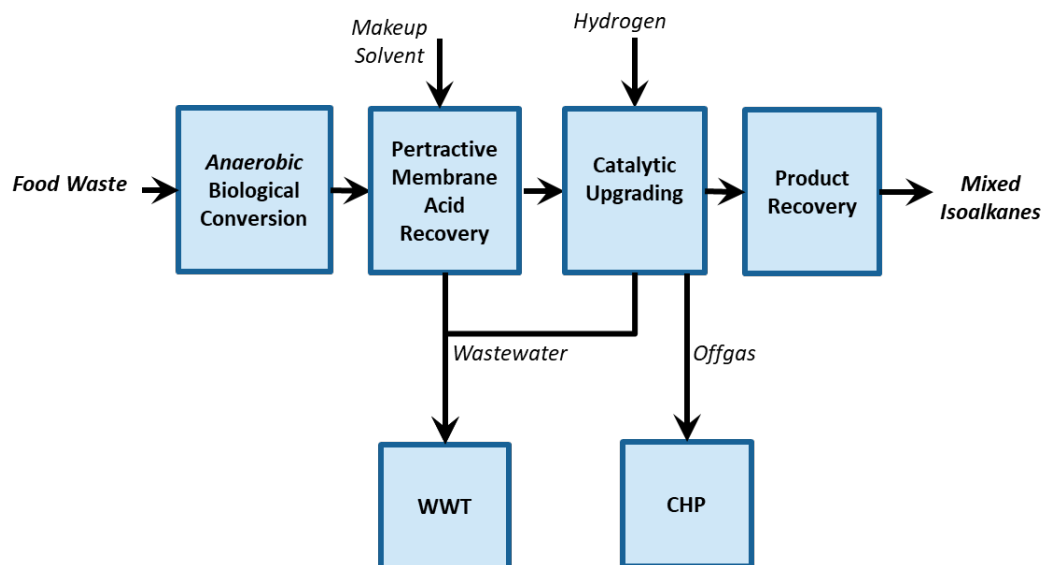 Makeup
Solvent
Hydrogen
Food Waste
Anaerobic
Biological
Conversion
Pertractive
Membrane
Acid
Recovery
Catalytic
Upgrading
Product
Recovery
Mixed
Isoalkanes
Wastewater
Offgas
WWT
CHP